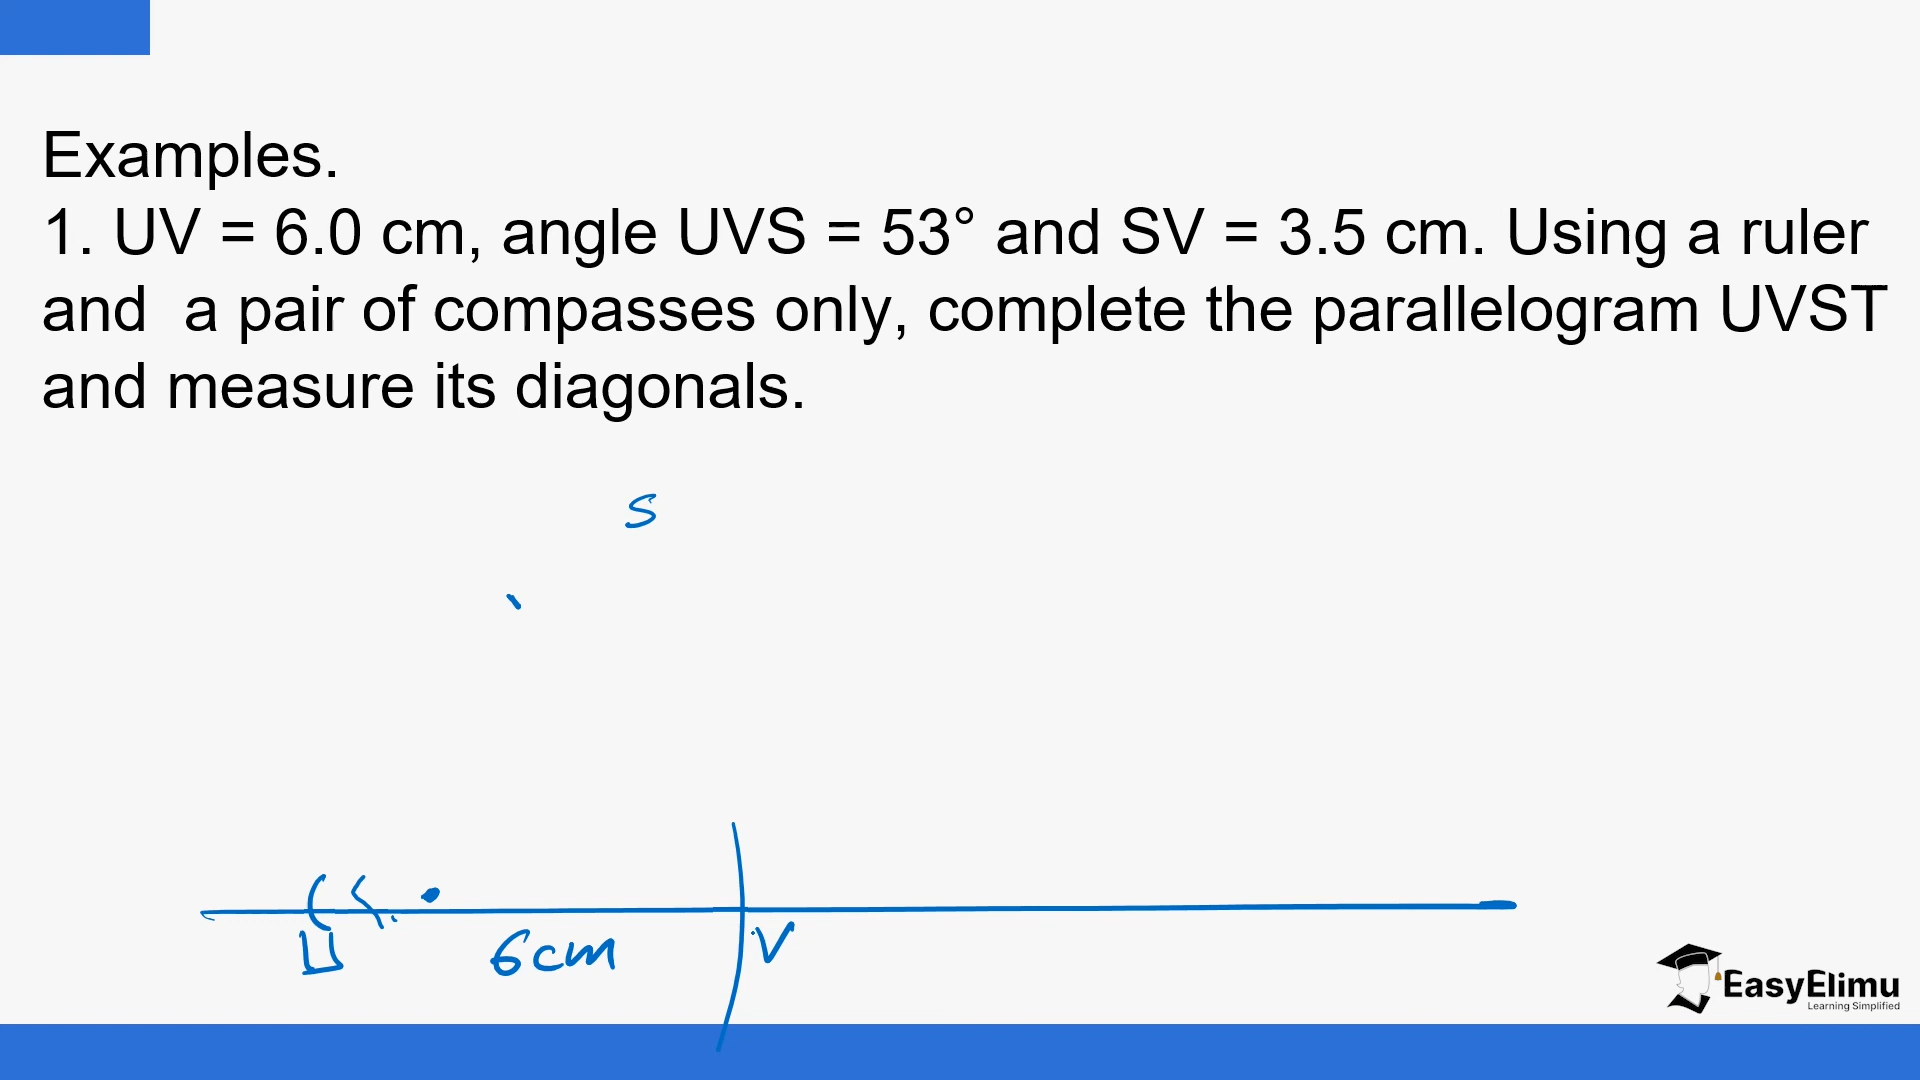 Examples.
1. UV = 6.0 cm, angle UVS = 53° and SV = 3.5 cm. Using a ruler
and a pair of compasses only, complete the parallelogram UVST
and measure its diagonals.
S
U
6cm
V
EasyElimu
Learning Simplified